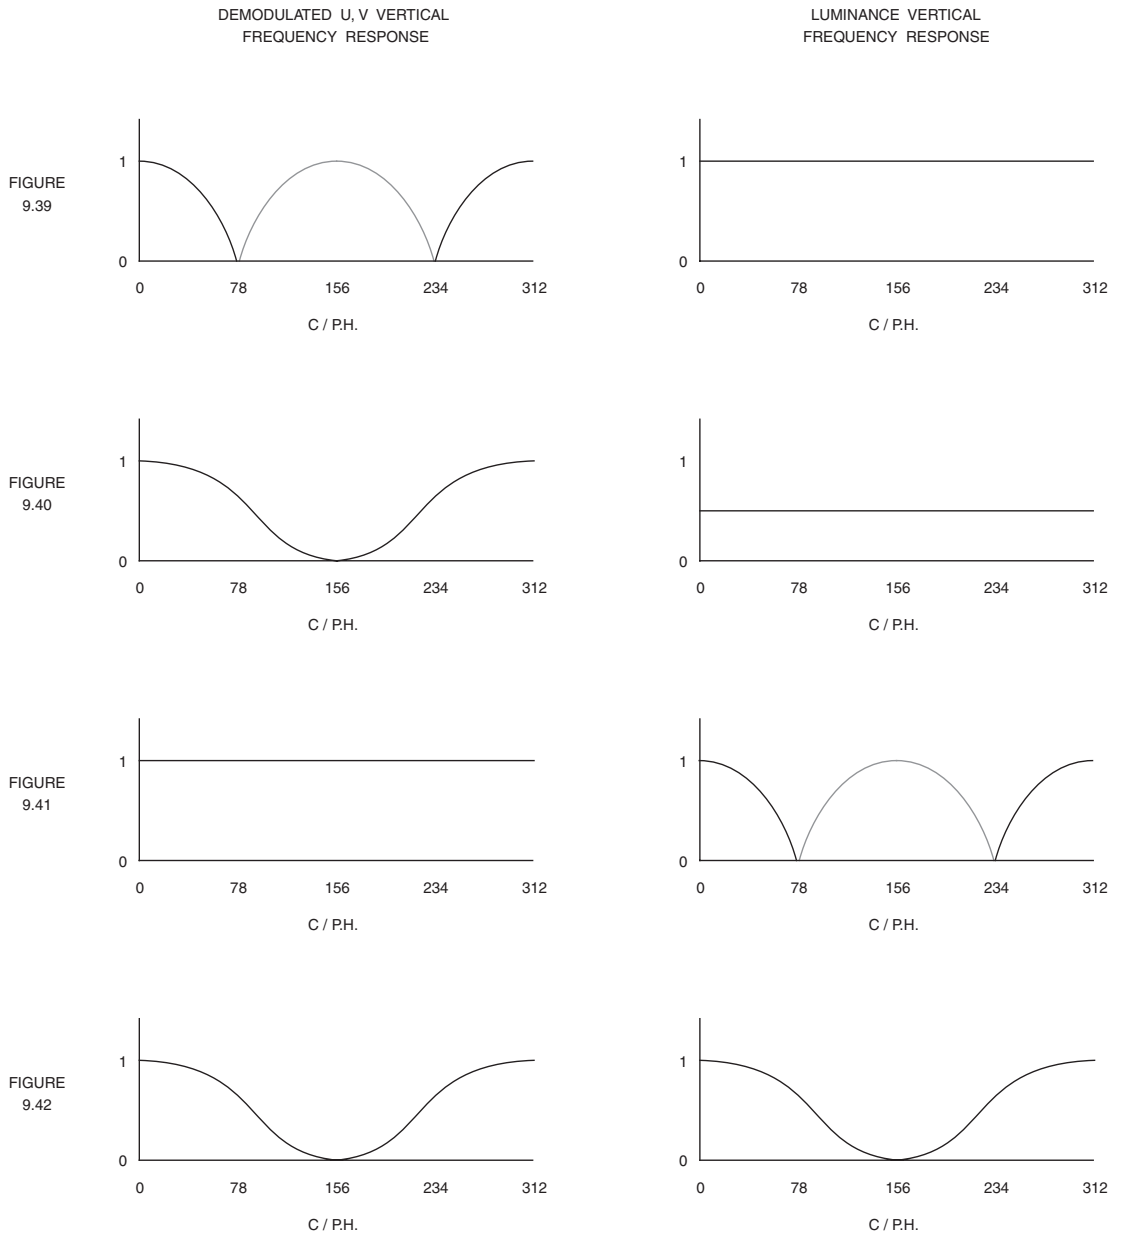 DEMODULATED U, V VERTICAL
FREQUENCY RESPONSE
LUMINANCE VERTICAL
FREQUENCY RESPONSE
FIGURE
9.39
1
0
0 78 156 234 312
C / P.H.
1
0
0 78 156 234 312
C / P.H.
FIGURE
9.40
1
0
0 78 156 234 312
C / P.H.
1
0
0 78 156 234 312
C / P.H.
FIGURE
9.41
1
0
0 78 156 234 312
C / P.H.
1
0
0 78 156 234 312
C / P.H.
FIGURE
9.42
1
0
0 78 156 234 312
C / P.H.
1
0
0 78 156 234 312
C / P.H.